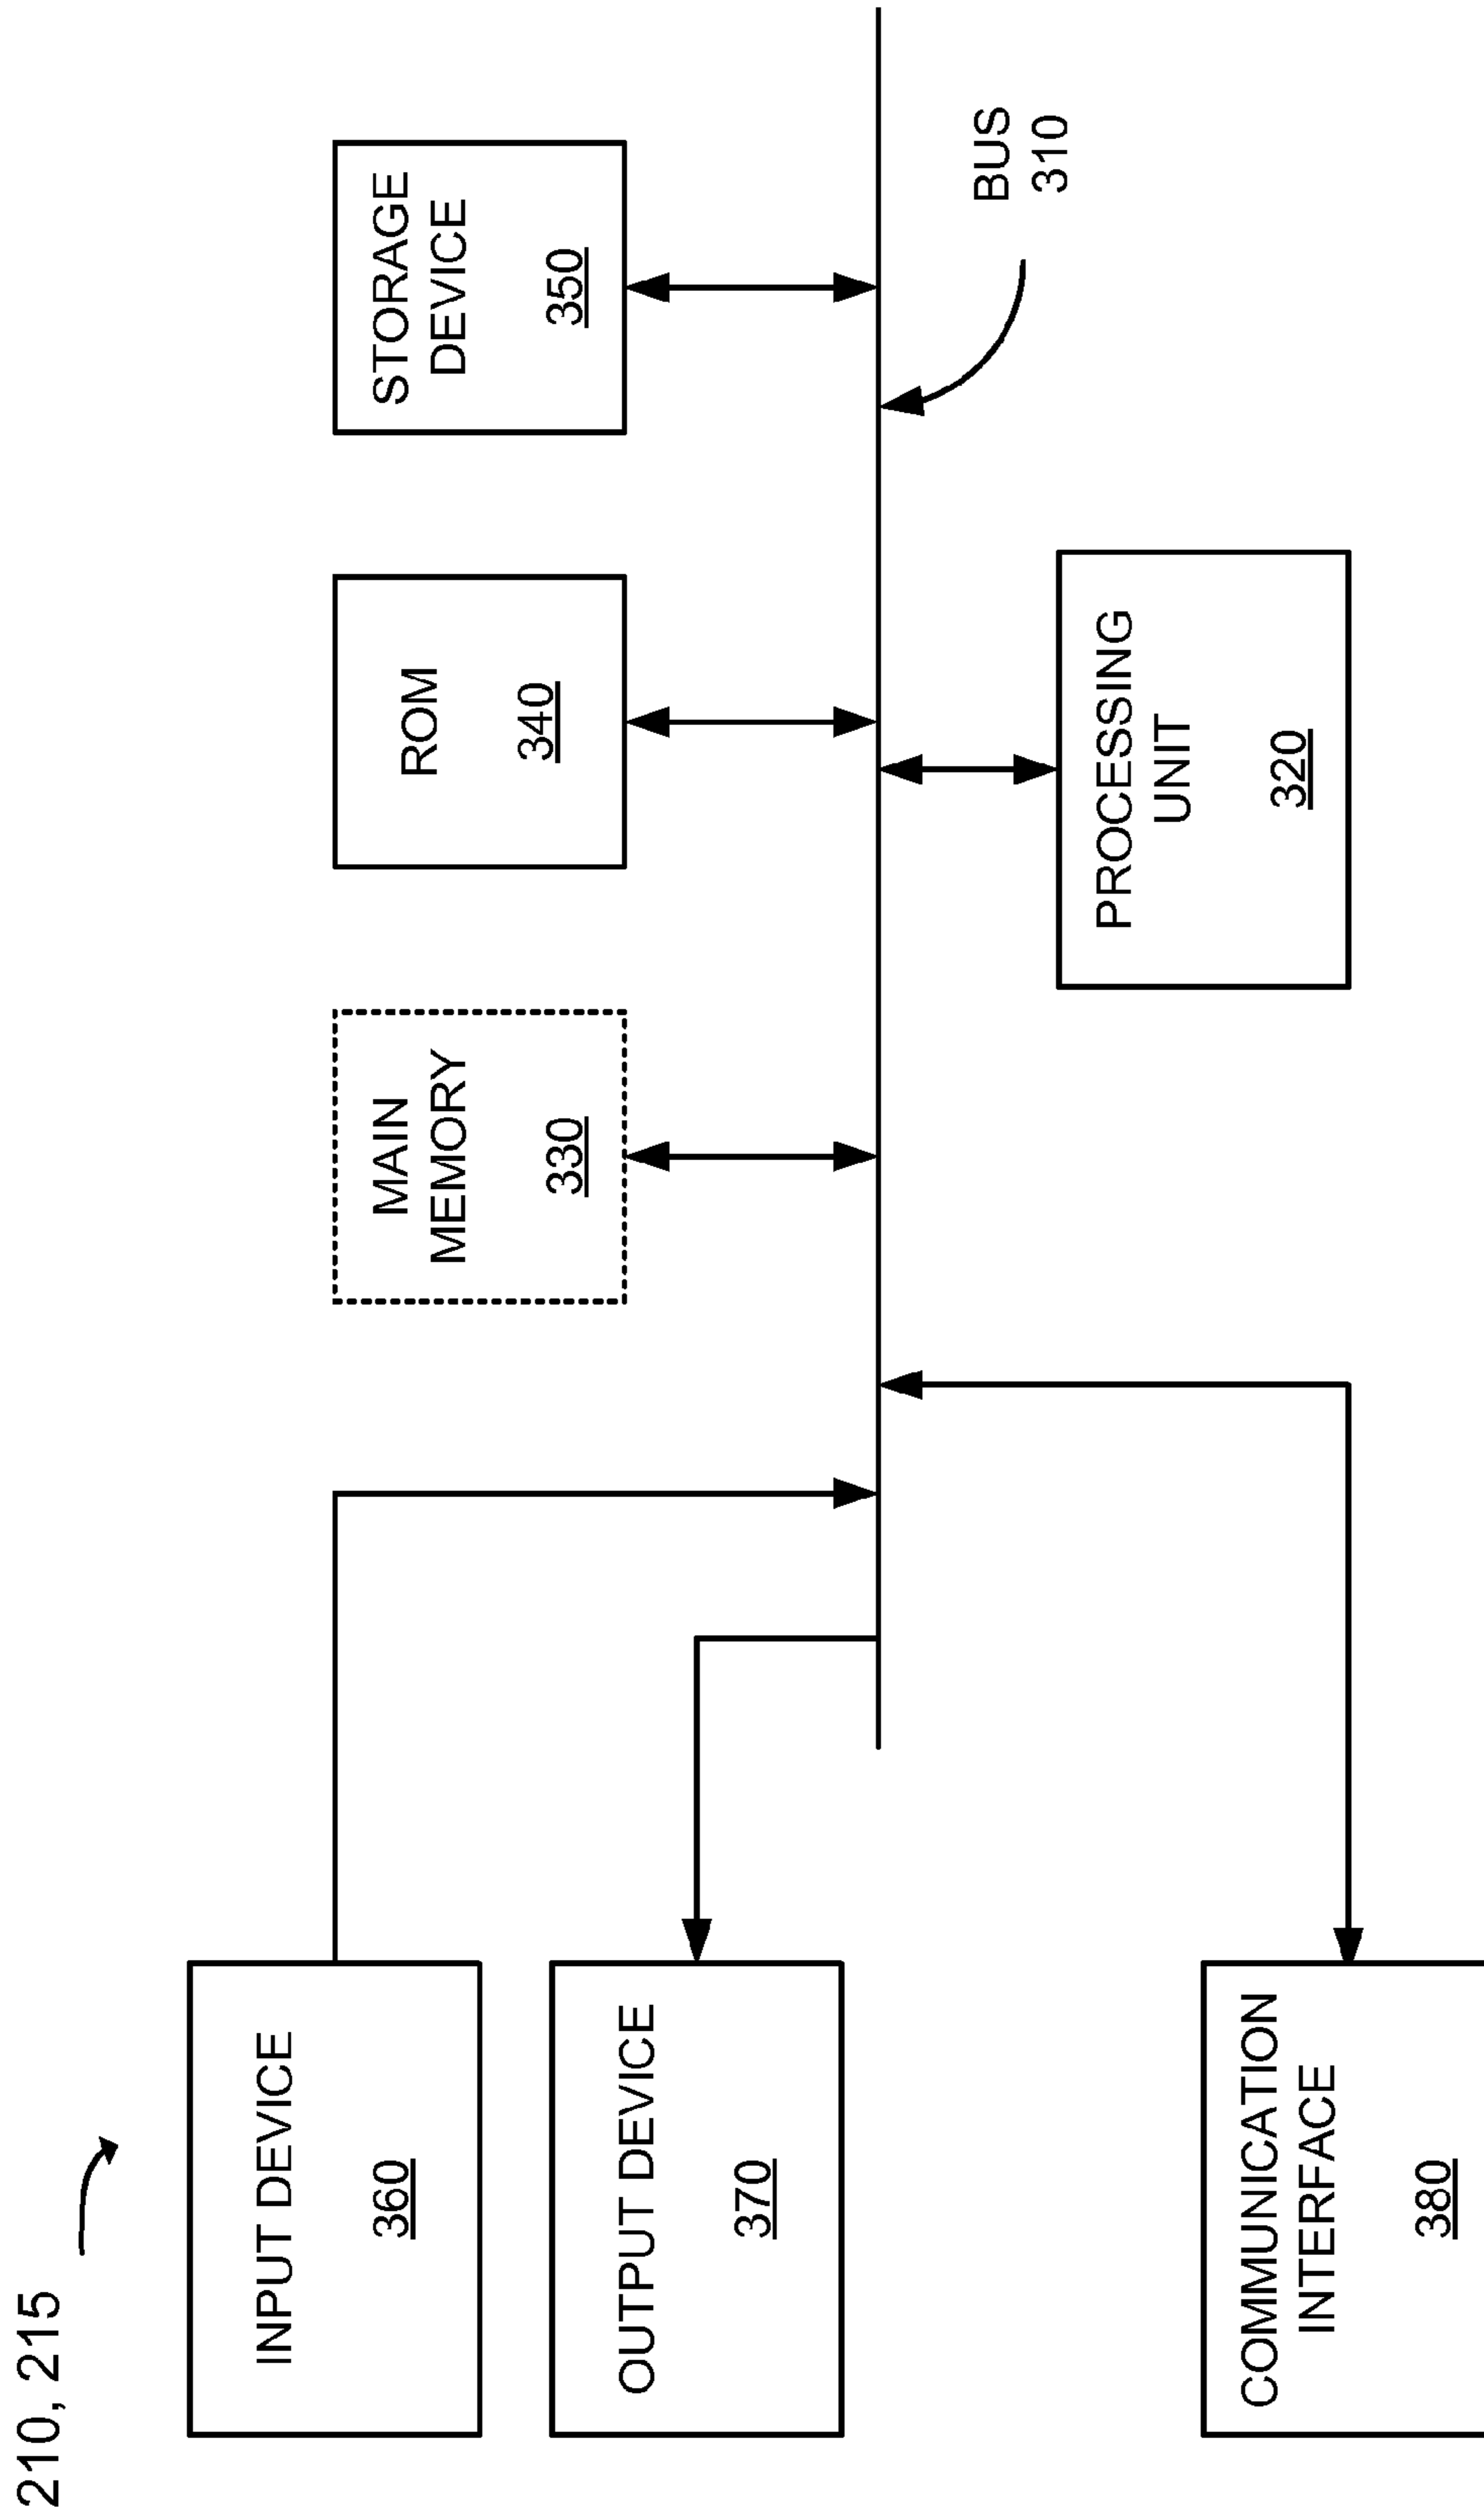 210, 215
INPUT DEVICE
360
OUTPUT DEVICE
370
COMMUNICATION
INTERFACE
380
MAIN
MEMORY
330
ROM
340
STORAGE
DEVICE
350
PROCESSING
UNIT
320
BUS
310